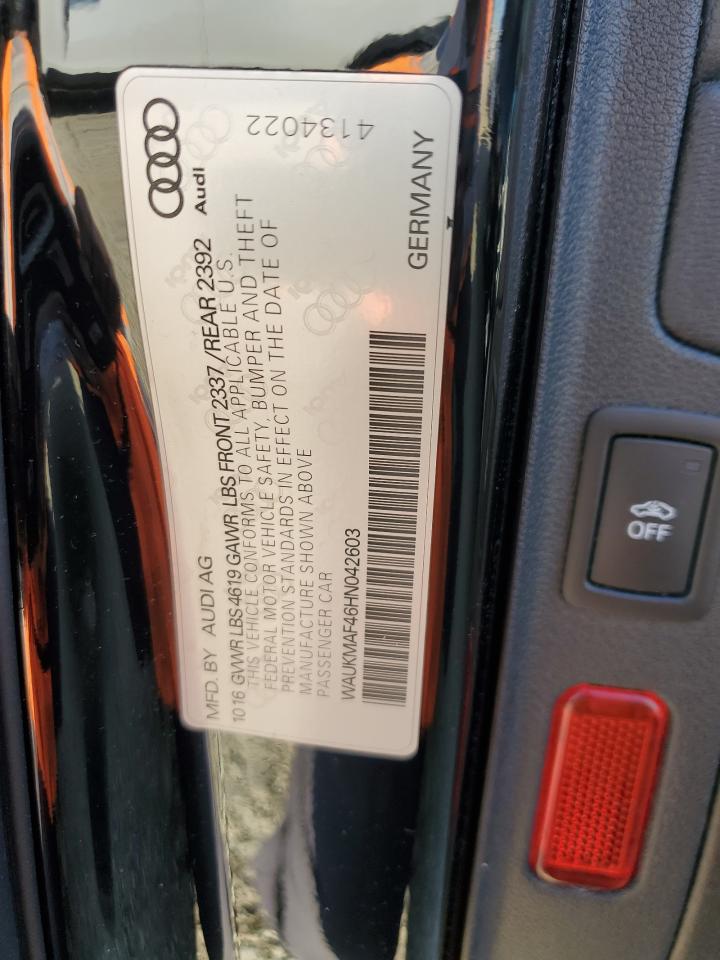 Audi
4134022
MFD. BY AUDI AG
10 16 GVWR LBS 4619 GAWR LBS FRONT 2337 / REAR 2392
THIS VEHICLE CONFORMS TO ALL APPLICABLE U.S.
FEDERAL MOTOR VEHICLE SAFETY, BUMPER AND THEFT
PREVENTION STANDARDS IN EFFECT ON THE DATE OF
MANUFACTURE SHOWN ABOVE
PASSENGER CAR
WAUKMAF46HN042603
GERMANY
OFF